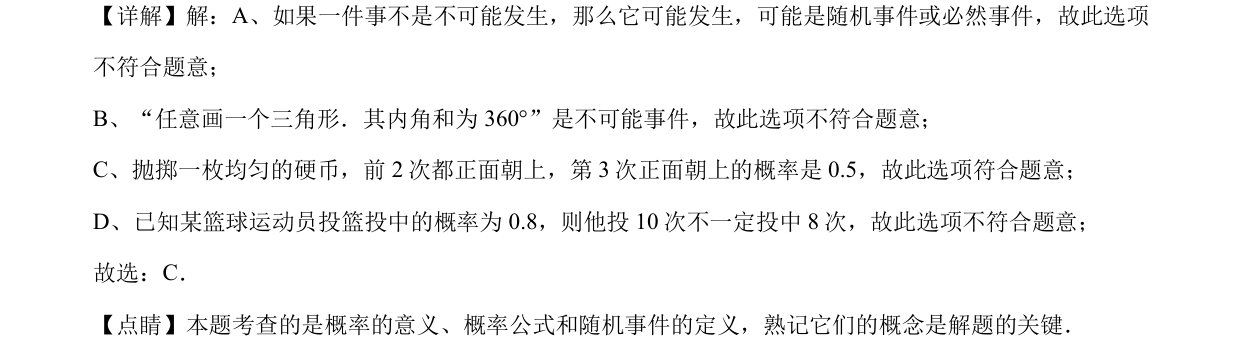 【详解】解：A、如果一件事不是不可能发生，那么它可能发生，可能是随机事件或必然事件，故此选项
不符合题意；
B、“任意画一个三角形．其内角和为 360°”是不可能事件，故此选项不符合题意；
C、抛掷一枚均匀的硬币，前 2 次都正面朝上，第 3 次正面朝上的概率是 0.5，故此选项符合题意；
D、已知某篮球运动员投篮投中的概率为 0.8，则他投 10 次不一定投中 8 次，故此选项不符合题意；
故选：C．
【点睛】本题考查的是概率的意义、概率公式和随机事件的定义，熟记它们的概念是解题的关键．